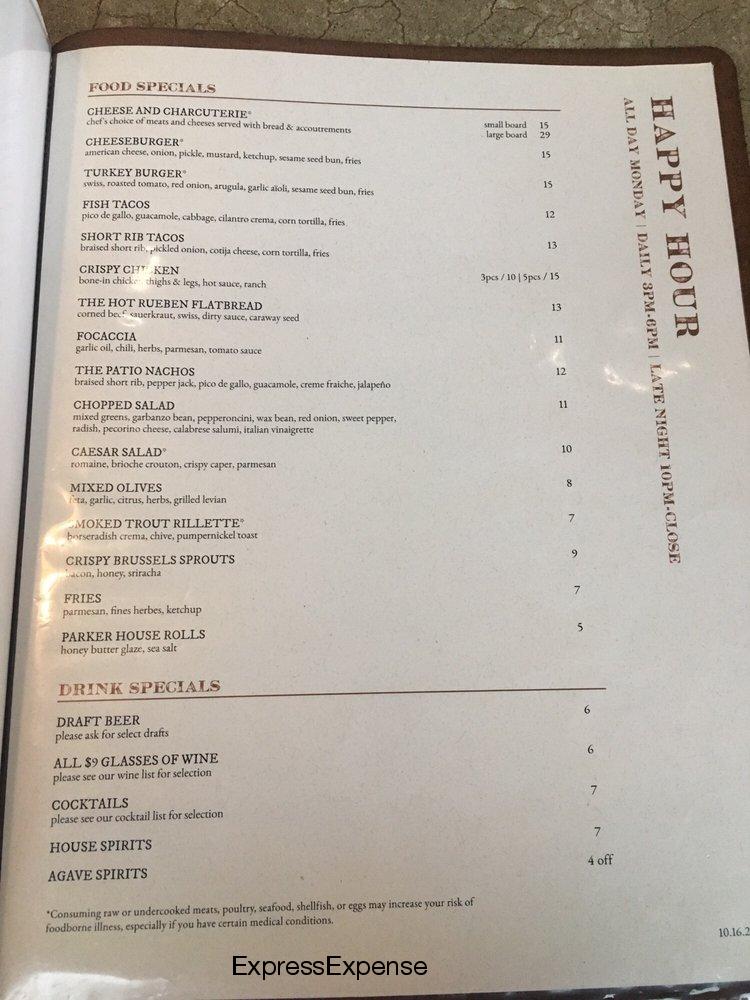 FOOD SPECIALS
CHEESE AND CHARCUTERIE*
chef's choice of meats and cheeses served with bread & accoutrements
small board 15
large board 29
CHEESEBURGER*
american cheese, onion, pickle, mustard, ketchup, sesame seed bun, fries
15
TURKEY BURGER*
swiss, roasted tomato, red onion, arugula, garlic aïoli, sesame seed bun, fries
15
FISH TACOS
pico de gallo, guacamole, cabbage, cilantro crema, corn tortilla, fries
12
SHORT RIB TACOS
braised short rib, pickled onion, cotija cheese, corn tortilla, fries
13
CRISPY CHICKEN
bone-in chicken thighs & legs, hot sauce, ranch
3pcs / 10 | 5pcs / 15
THE HOT RUEBEN FLATBREAD
corned beef, sauerkraut, swiss, dirty sauce, caraway seed
13
FOCACCIA
garlic oil, chili, herbs, parmesan, tomato sauce
11
THE PATIO NACHOS
braised short rib, pepper jack, pico de gallo, guacamole, creme fraiche, jalapeño
12
CHOPPED SALAD
mixed greens, garbanzo bean, pepperoncini, wax bean, red onion, sweet pepper,
radish, pecorino cheese, calabrese salumi, italian vinaigrette
11
CAESAR SALAD*
romaine, brioche crouton, crispy caper, parmesan
10
MIXED OLIVES
feta, garlic, citrus, herbs, grilled levian
8
SMOKED TROUT RILLETTE*
horseradish crema, chive, pumpernickel toast
7
CRISPY BRUSSELS SPROUTS
bacon, honey, sriracha
9
FRIES
parmesan, fines herbes, ketchup
7
PARKER HOUSE ROLLS
honey butter glaze, sea salt
5
DRINK SPECIALS
DRAFT BEER
please ask for select drafts
6
ALL $9 GLASSES OF WINE
please see our wine list for selection
6
COCKTAILS
please see our cocktail list for selection
7
HOUSE SPIRITS
7
AGAVE SPIRITS
4 off
*Consuming raw or undercooked meats, poultry, seafood, shellfish, or eggs may increase your risk of
foodborne illness, especially if you have certain medical conditions.
HAPPY HOUR
ALL DAY MONDAY | DAILY 3PM-6PM | LATE NIGHT 10PM-CLOSE
10.16.2
ExpressExpense